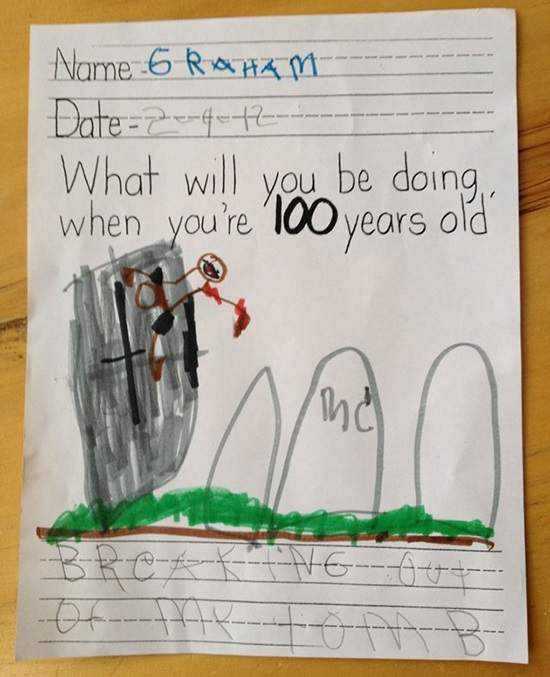 Name - GRAHAM
Date - 2-9-12
What will you be doing,
when you're 100 years old
BREAKING OUT
OF MY TOMB